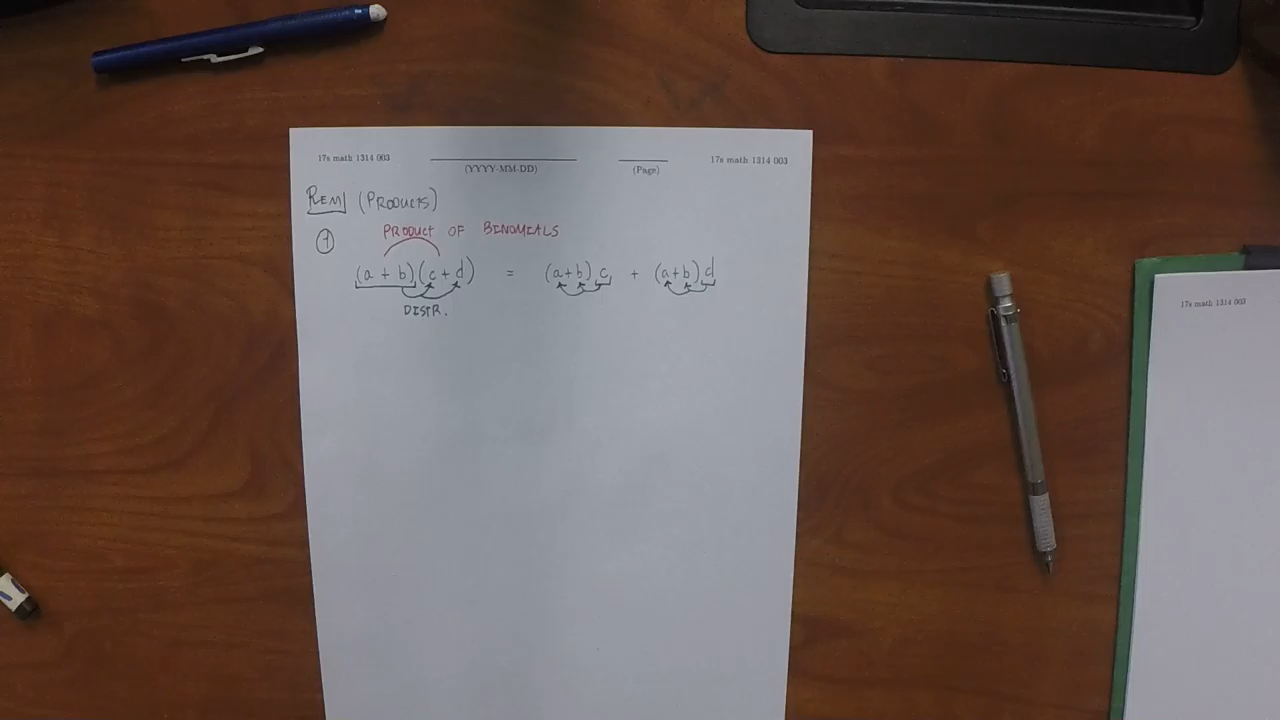 17s math 1314 003 (YYYY-MM-DD) (Page) 17s math 1314 003
REM (PRODUCTS)
PRODUCT OF BINOMIALS
1
(a + b)(c + d) = (a+b)c + (a+b)d
DISTR.
17s math 1314 003